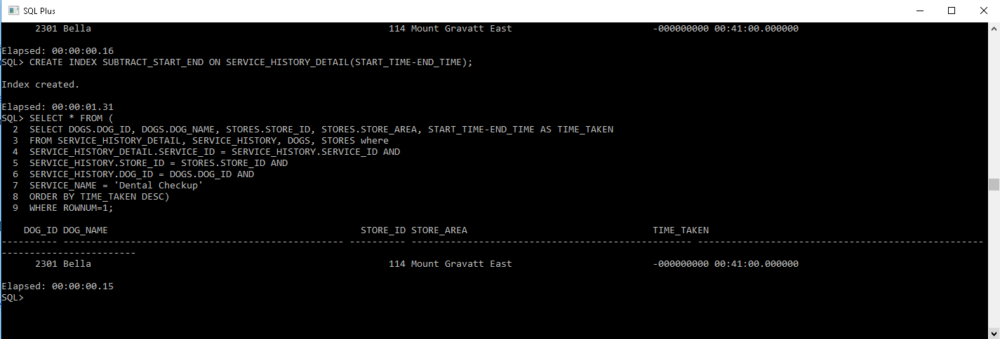 SQL Plus
2301 Bella 114 Mount Gravatt East -000000000 00:41:00.000000
Elapsed: 00:00:00.16
SQL> CREATE INDEX SUBTRACT_START_END ON SERVICE_HISTORY_DETAIL(START_TIME-END_TIME);
Index created.
Elapsed: 00:00:01.31
SQL> SELECT * FROM (
2 SELECT DOGS.DOG_ID, DOGS.DOG_NAME, STORES.STORE_ID, STORES.STORE_AREA, START_TIME-END_TIME AS TIME_TAKEN
3 FROM SERVICE_HISTORY_DETAIL, SERVICE_HISTORY, DOGS, STORES where
4 SERVICE_HISTORY_DETAIL.SERVICE_ID = SERVICE_HISTORY.SERVICE_ID AND
5 SERVICE_HISTORY.STORE_ID = STORES.STORE_ID AND
6 SERVICE_HISTORY.DOG_ID = DOGS.DOG_ID AND
7 SERVICE_NAME = 'Dental Checkup'
8 ORDER BY TIME_TAKEN DESC)
9 WHERE ROWNUM=1;
DOG_ID DOG_NAME STORE_ID STORE_AREA TIME_TAKEN
---------- -------------------------------------------------- ---------- -------------------------------------------------- ---------------------------------------------------
------------------------
2301 Bella 114 Mount Gravatt East -000000000 00:41:00.000000
Elapsed: 00:00:00.15
SQL>